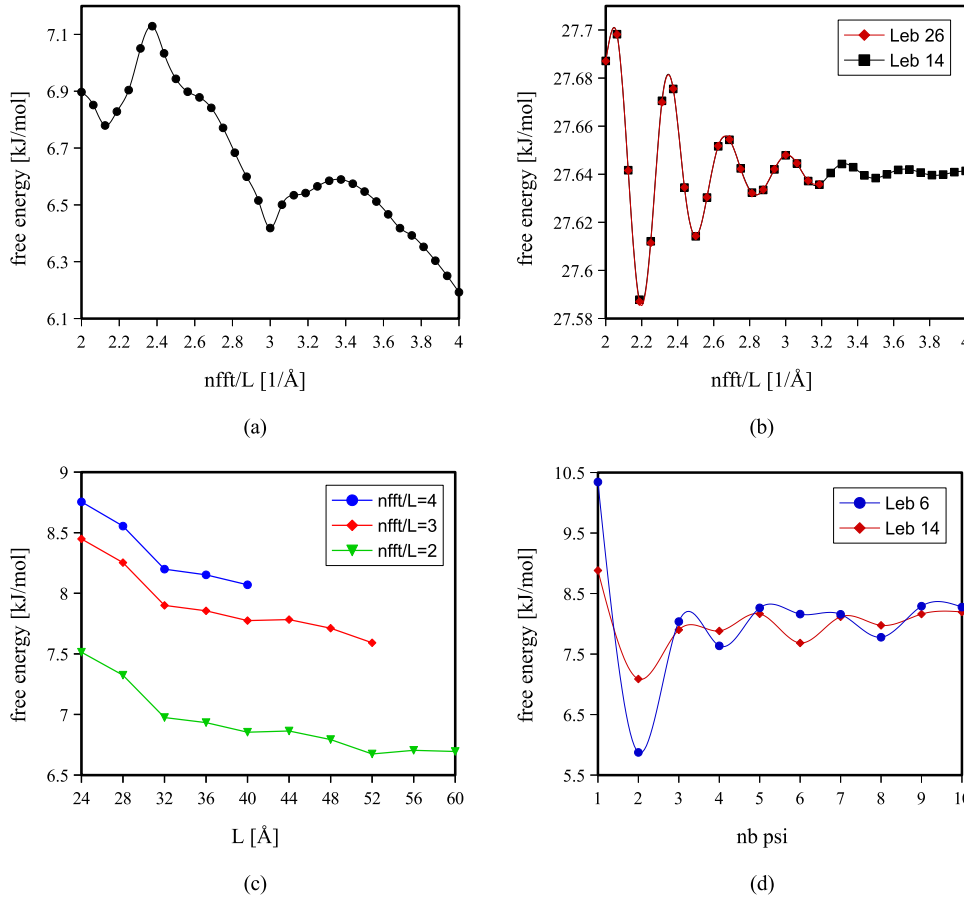 7.1
6.9
6.7
6.5
6.3
6.1
free energy [kJ/mol]
2 2.2 2.4 2.6 2.8 3 3.2 3.4 3.6 3.8 4
nfft/L [1/Å]
(a)
27.7
27.68
27.66
27.64
27.62
27.6
27.58
free energy [kJ/mol]
Leb 26
Leb 14
2 2.2 2.4 2.6 2.8 3 3.2 3.4 3.6 3.8 4
nfft/L [1/Å]
(b)
9
8.5
8
7.5
7
6.5
free energy [kJ/mol]
nfft/L=4
nfft/L=3
nfft/L=2
24 28 32 36 40 44 48 52 56 60
L [Å]
(c)
10.5
9.5
8.5
7.5
6.5
5.5
free energy [kJ/mol]
Leb 6
Leb 14
1 2 3 4 5 6 7 8 9 10
nb psi
(d)